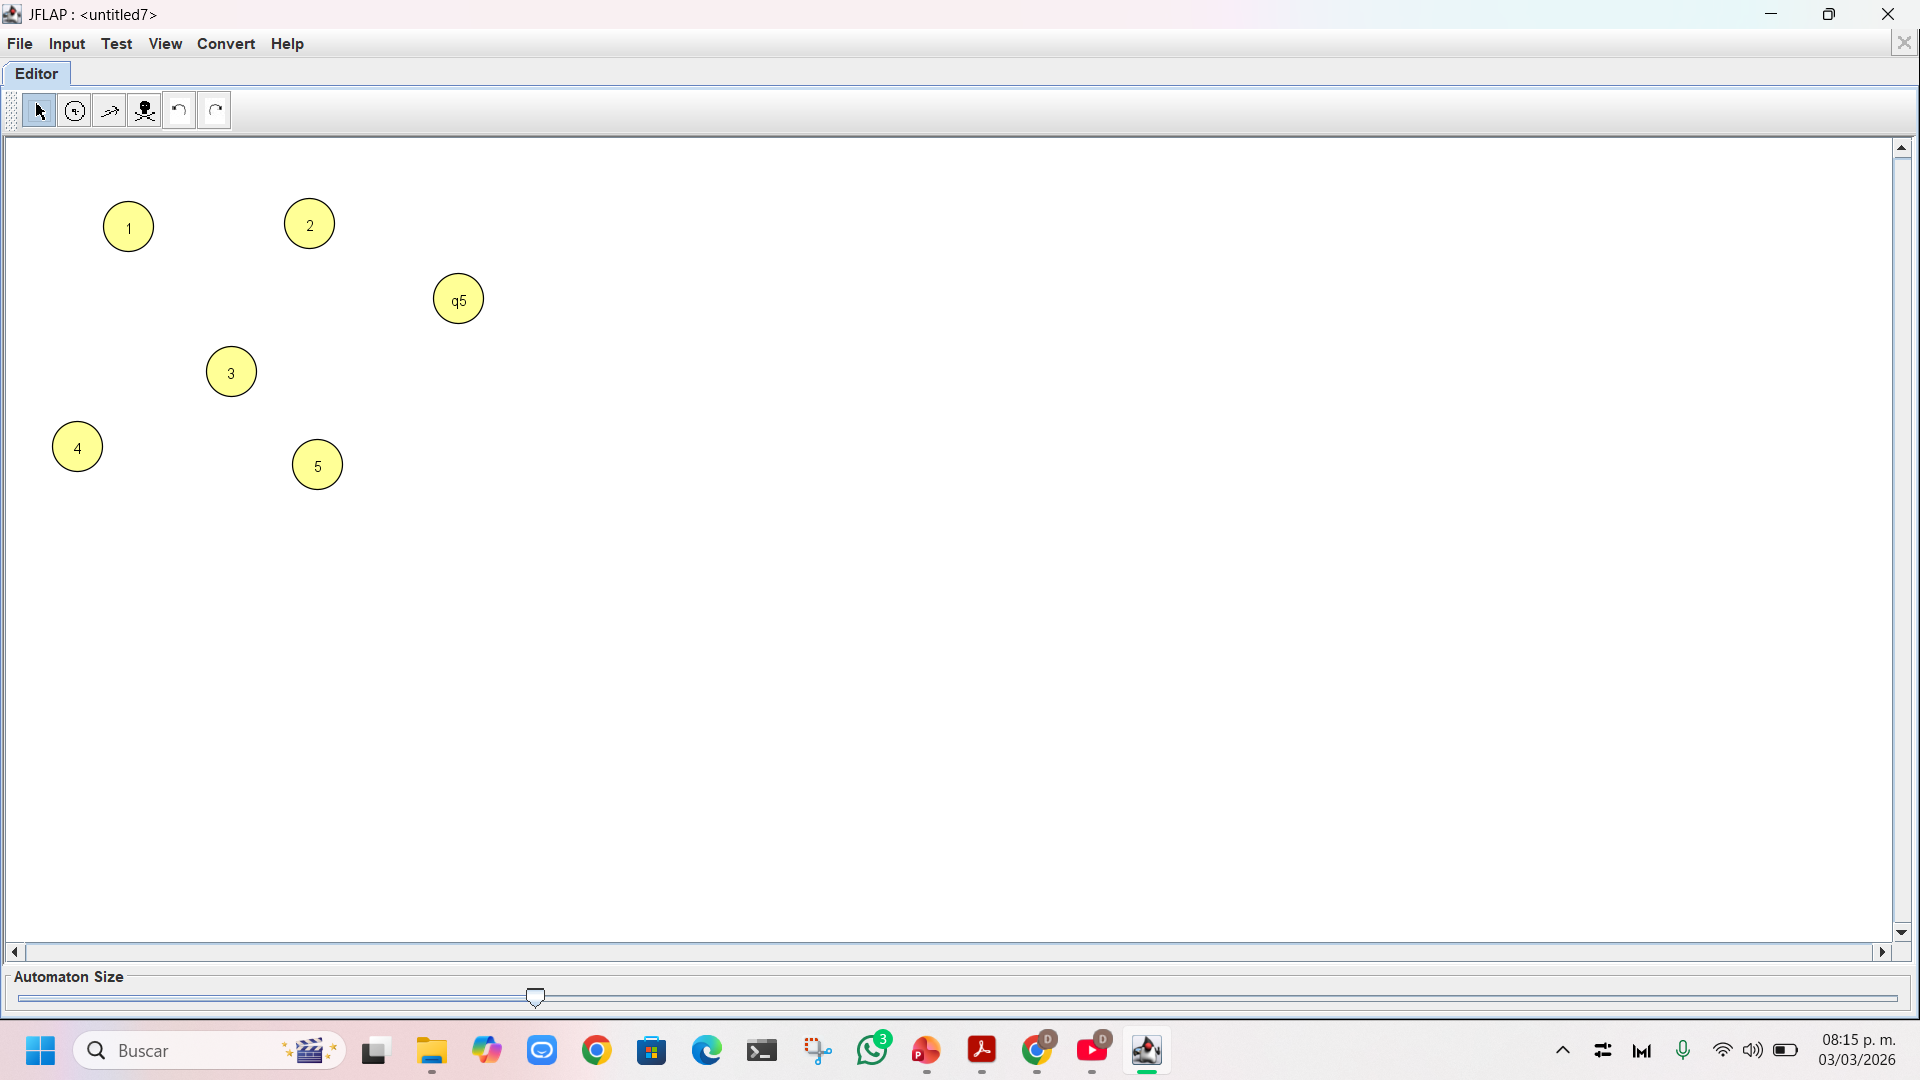 JFLAP : <untitled7>
File Input Test View Convert Help
Editor
1
2
q5
3
4
5
Automaton Size
Buscar
3
D
D
08:15 p. m.
03/03/2026